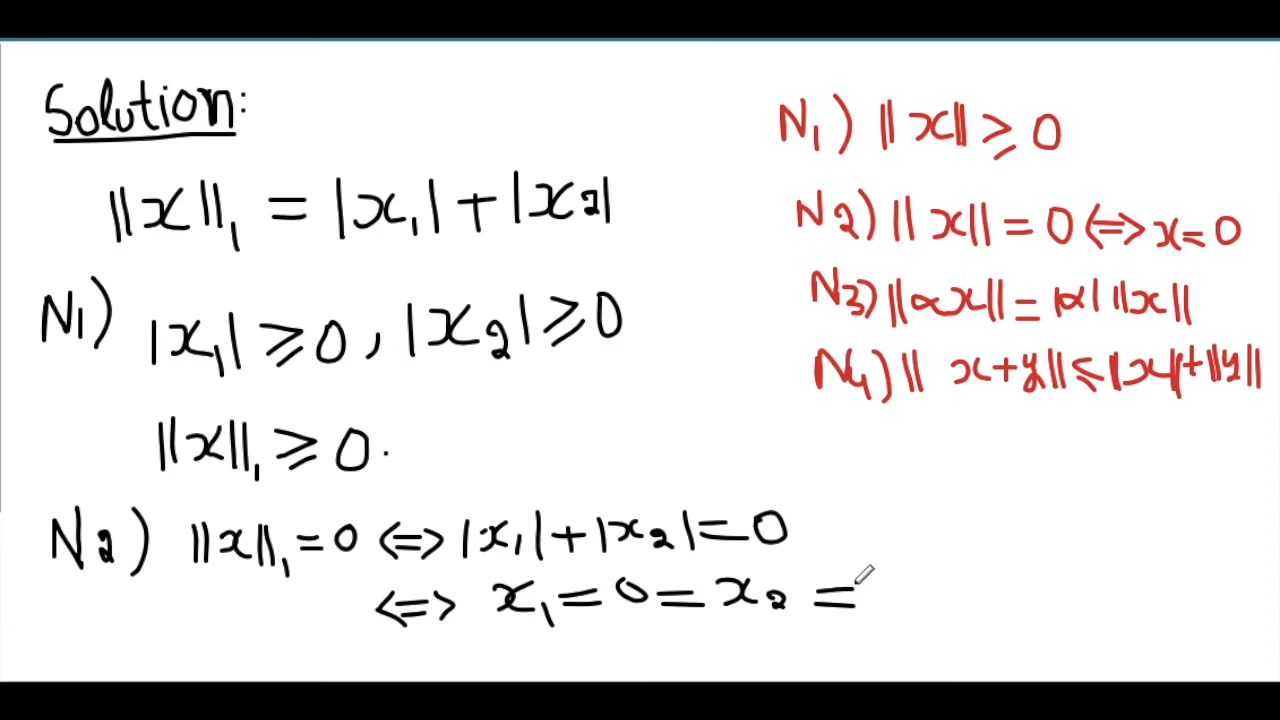 Solution:
||x||₁ = |x₁| + |x₂|
N1) |x₁| ⩾ 0, |x₂| ⩾ 0
||x||₁ ⩾ 0.
N2) ||x||₁ = 0 <=> |x₁| + |x₂| = 0
<=> x₁ = 0 = x₂ =
N₁) ||x|| ⩾ 0
N2) ||x|| = 0 <=> x = 0
N3) ||αx|| = |α| ||x||
N4) ||x+y|| ≤ ||x|| + ||y||